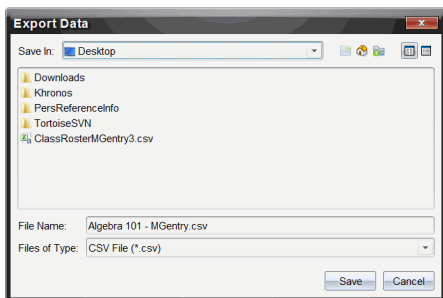 Export Data
Save In: Desktop
Downloads
Khronos
PersReferenceInfo
TortoiseSVN
ClassRosterMGentry3.csv
File Name: Algebra 101 - MGentry.csv
Files of Type: CSV File (*.csv)
Save Cancel